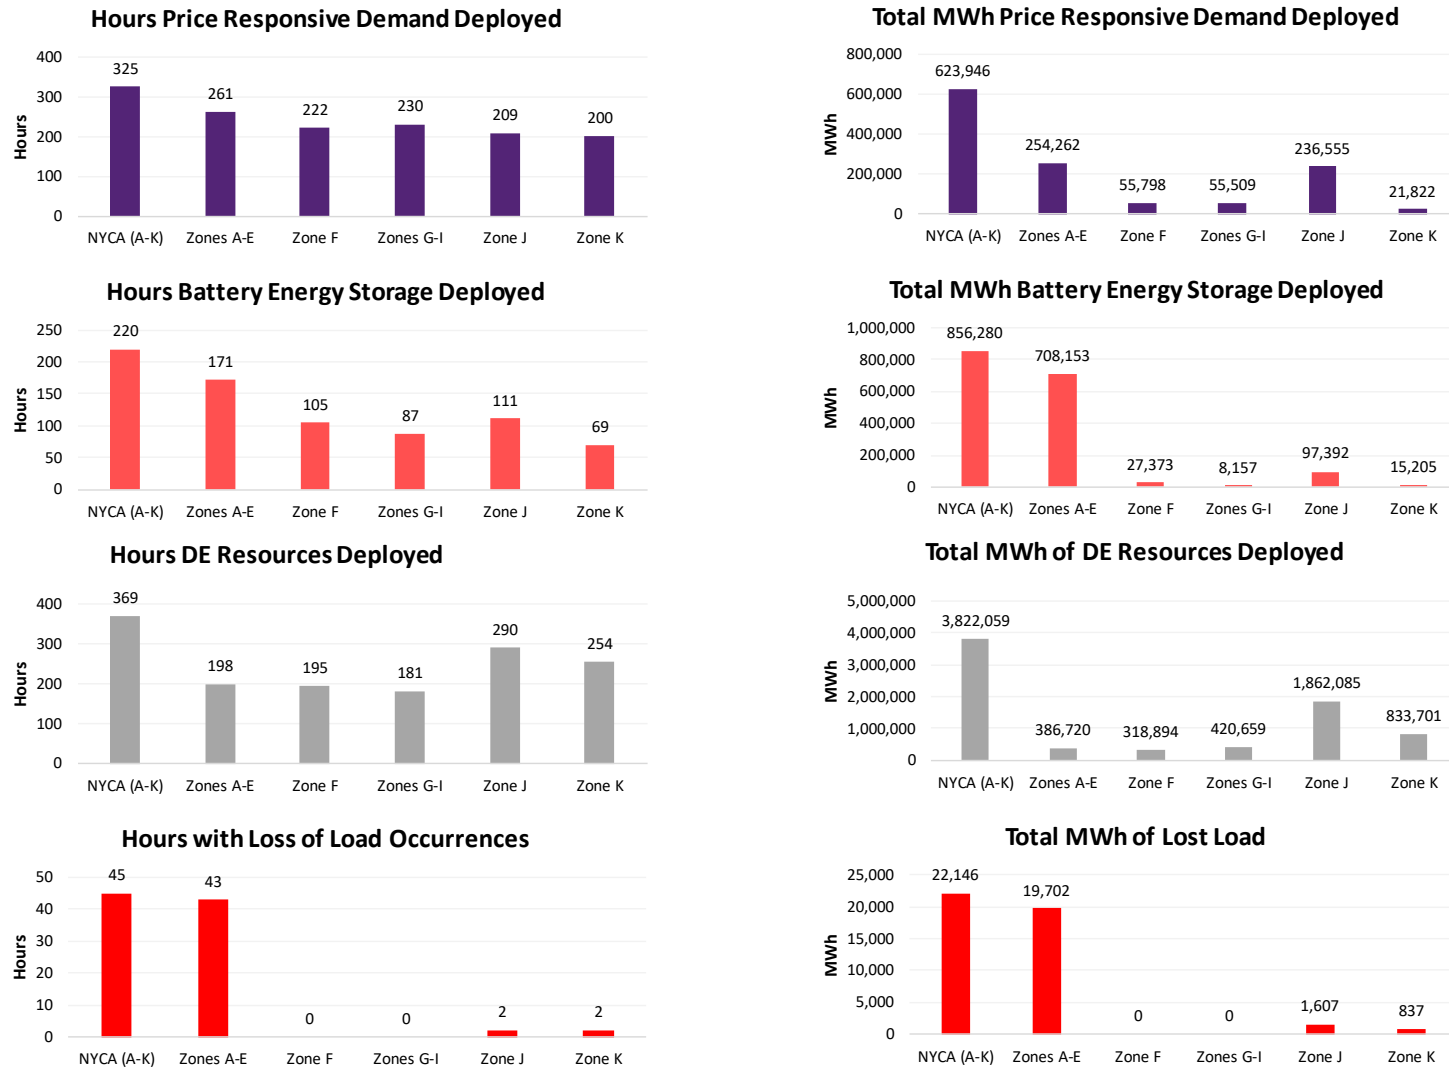 Hours Price Responsive Demand Deployed
400
300
200
100
0
Hours
325
261
222
230
209
200
NYCA (A-K)
Zones A-E
Zone F
Zones G-I
Zone J
Zone K
Total MWh Price Responsive Demand Deployed
800,000
600,000
400,000
200,000
0
MWh
623,946
254,262
55,798
55,509
236,555
21,822
NYCA (A-K)
Zones A-E
Zone F
Zones G-I
Zone J
Zone K
Hours Battery Energy Storage Deployed
250
200
150
100
50
0
Hours
220
171
105
87
111
69
NYCA (A-K)
Zones A-E
Zone F
Zones G-I
Zone J
Zone K
Total MWh Battery Energy Storage Deployed
1,000,000
800,000
600,000
400,000
200,000
0
MWh
856,280
708,153
27,373
8,157
97,392
15,205
NYCA (A-K)
Zones A-E
Zone F
Zones G-I
Zone J
Zone K
Hours DE Resources Deployed
400
300
200
100
0
Hours
369
198
195
181
290
254
NYCA (A-K)
Zones A-E
Zone F
Zones G-I
Zone J
Zone K
Total MWh of DE Resources Deployed
5,000,000
4,000,000
3,000,000
2,000,000
1,000,000
0
MWh
3,822,059
386,720
318,894
420,659
1,862,085
833,701
NYCA (A-K)
Zones A-E
Zone F
Zones G-I
Zone J
Zone K
Hours with Loss of Load Occurrences
50
40
30
20
10
0
Hours
45
43
0
0
2
2
NYCA (A-K)
Zones A-E
Zone F
Zones G-I
Zone J
Zone K
Total MWh of Lost Load
25,000
20,000
15,000
10,000
5,000
0
MWh
22,146
19,702
0
0
1,607
837
NYCA (A-K)
Zones A-E
Zone F
Zones G-I
Zone J
Zone K